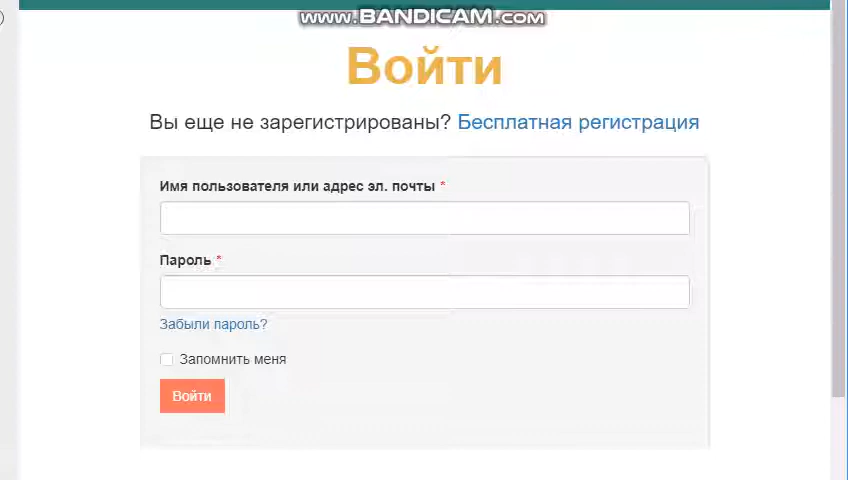 www.BANDICAM.COM
Войти
Вы еще не зарегистрированы? Бесплатная регистрация
Имя пользователя или адрес эл. почты *
Пароль *
Забыли пароль?
Запомнить меня
Войти